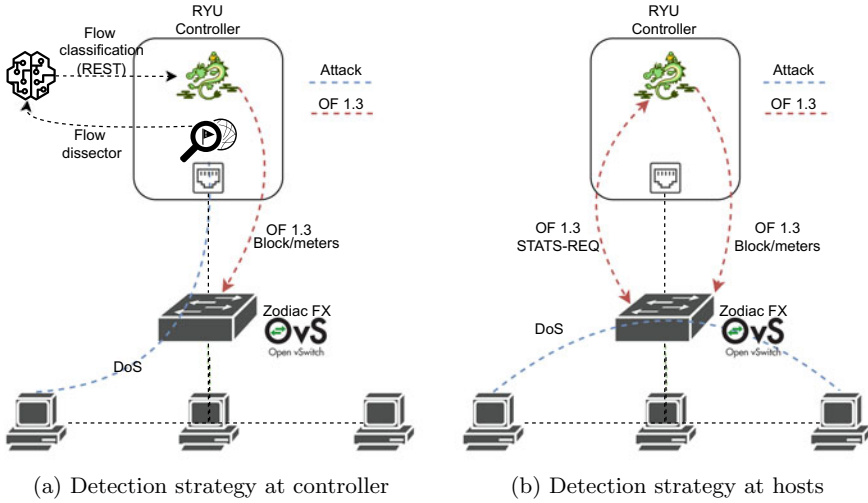 RYU
Controller
Flow
classification
(REST)
Flow
dissector
Attack
OF 1.3
OF 1.3
Block/meters
Zodiac FX
OvS
Open vSwitch
DoS
(a) Detection strategy at controller
RYU
Controller
Attack
OF 1.3
OF 1.3
STATS-REQ
OF 1.3
Block/meters
Zodiac FX
OvS
Open vSwitch
DoS
(b) Detection strategy at hosts